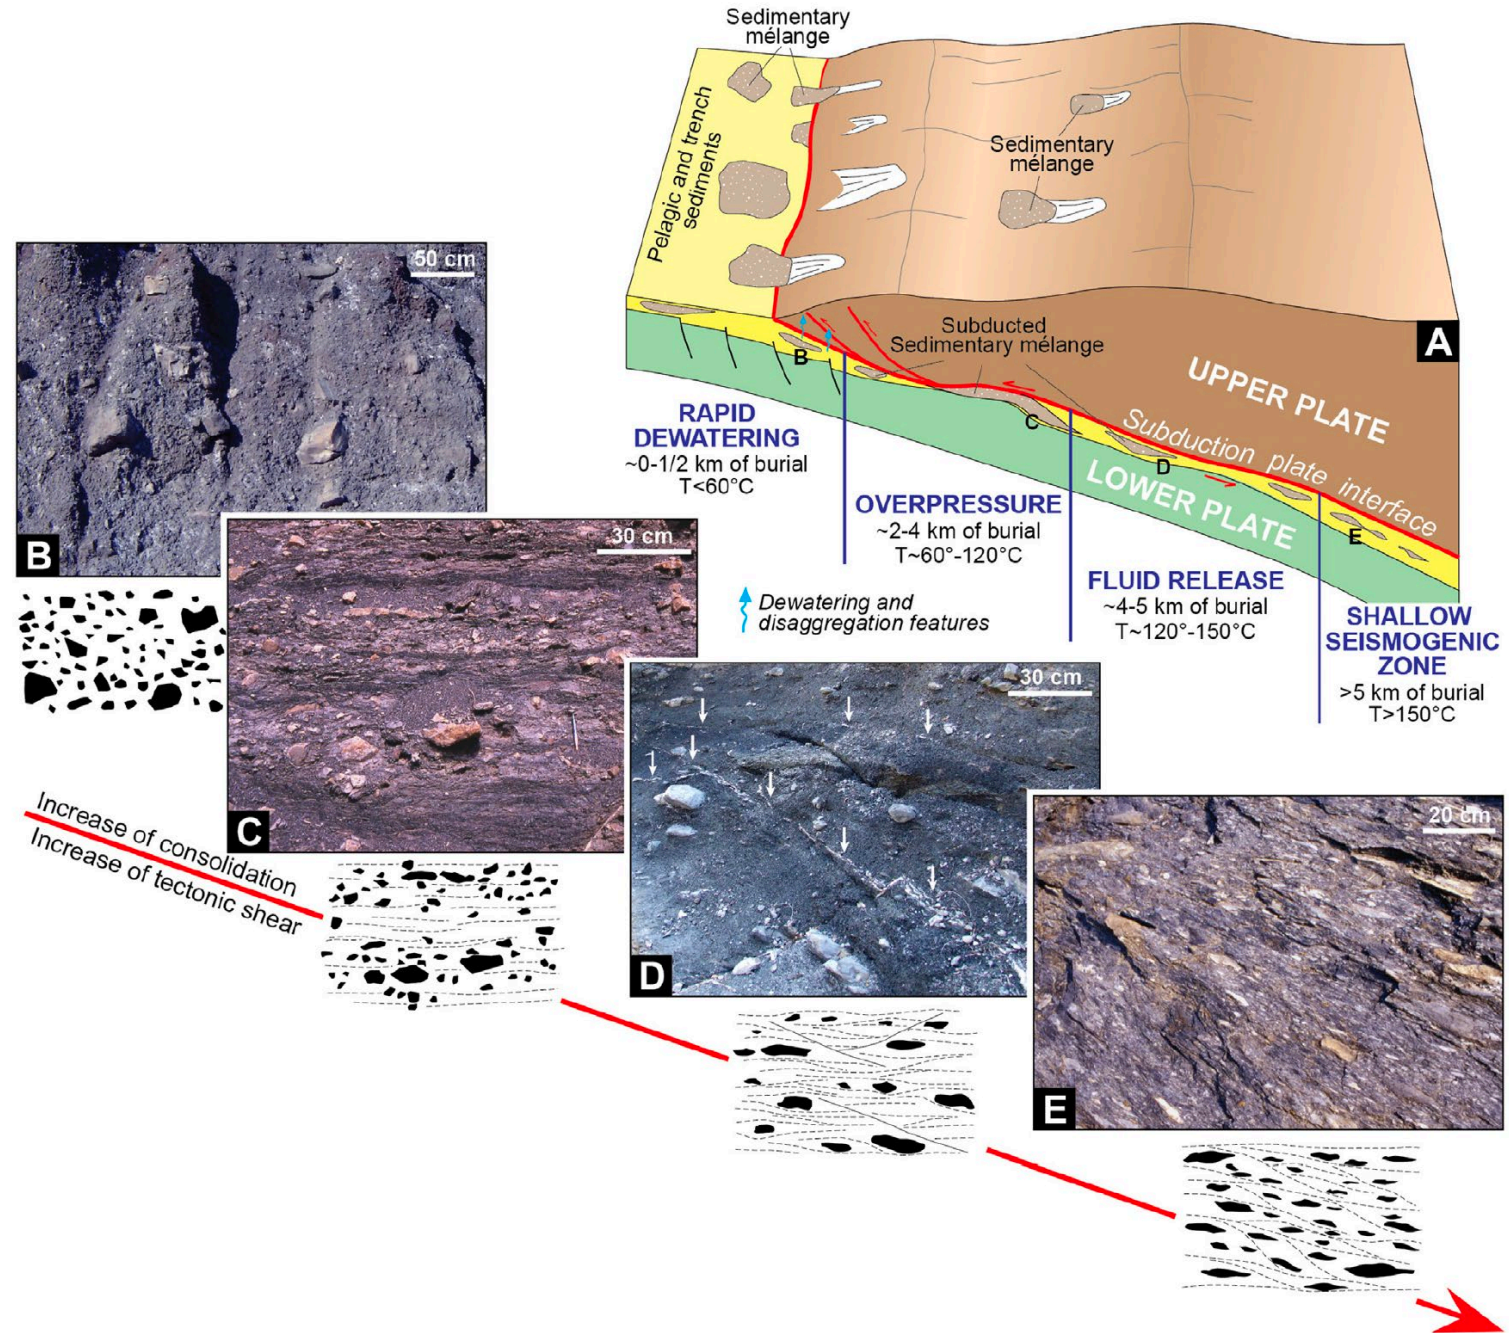 Sedimentary
mélange
Pelagic and trench
sediments
Sedimentary
mélange
A
Subducted
Sedimentary mélange
UPPER PLATE
Subduction plate interface
LOWER PLATE
B
C
D
E
RAPID
DEWATERING
~0-1/2 km of burial
T<60°C
OVERPRESSURE
~2-4 km of burial
T~60°-120°C
FLUID RELEASE
~4-5 km of burial
T~120°-150°C
SHALLOW
SEISMOGENIC
ZONE
>5 km of burial
T>150°C
Dewatering and
disaggregation features
50 cm
B
30 cm
C
30 cm
D
20 cm
E
Increase of consolidation
Increase of tectonic shear